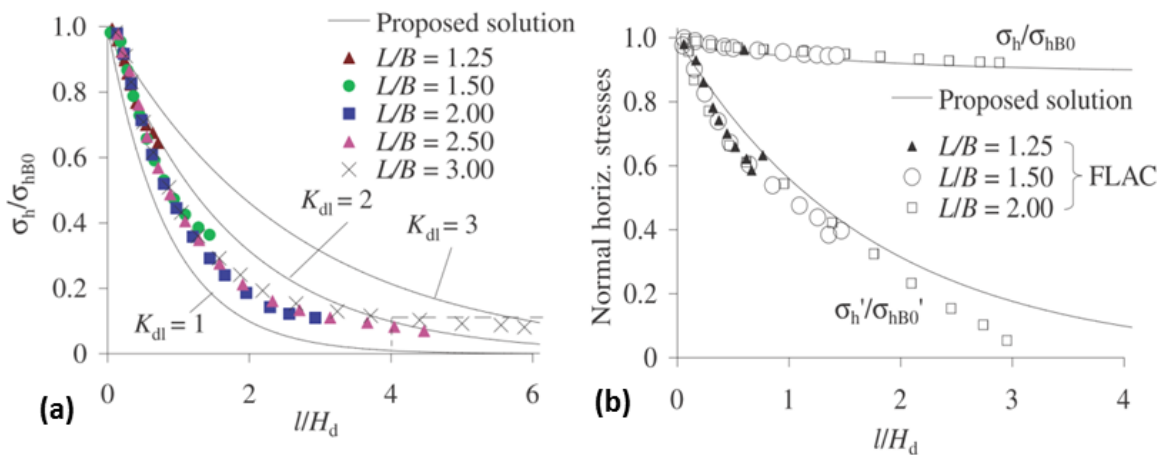 1.0
0.8
0.6
0.4
0.2
0
σh/σhB0
0
2
4
6
l/Hd
Proposed solution
L/B = 1.25
L/B = 1.50
L/B = 2.00
L/B = 2.50
L/B = 3.00
Kdl = 2
Kdl = 3
Kdl = 1
(a)
1.0
0.8
0.6
0.4
0.2
0
Normal horiz. stresses
0
1
2
3
4
l/Hd
σh/σhB0
Proposed solution
L/B = 1.25
L/B = 1.50
L/B = 2.00
FLAC
σh'/σhB0'
(b)